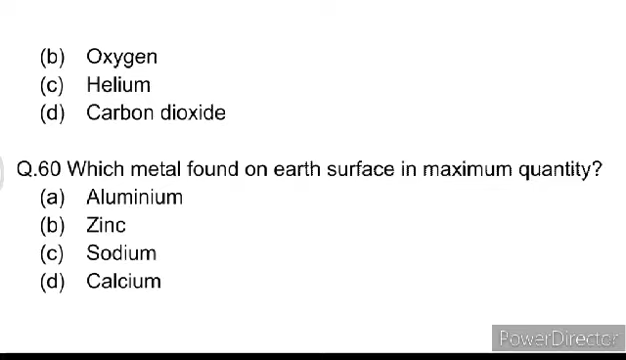 (b) Oxygen
(c) Helium
(d) Carbon dioxide
Q.60 Which metal found on earth surface in maximum quantity?
(a) Aluminium
(b) Zinc
(c) Sodium
(d) Calcium
PowerDirector